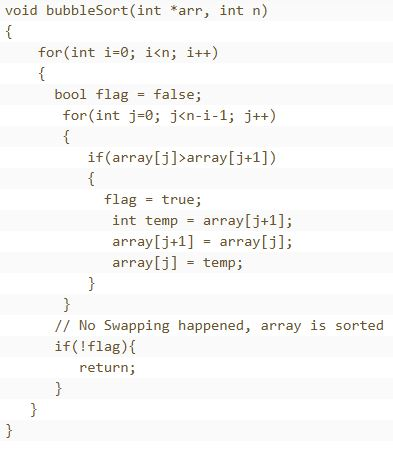 void bubbleSort(int *arr, int n)
{
    for(int i=0; i<n; i++)
    {
      bool flag = false;
       for(int j=0; j<n-i-1; j++)
       {
          if(array[j]>array[j+1])
          {
            flag = true;
             int temp = array[j+1];
             array[j+1] = array[j];
             array[j] = temp;
          }
       }
      // No Swapping happened, array is sorted
      if(!flag){
         return;
      }
   }
}